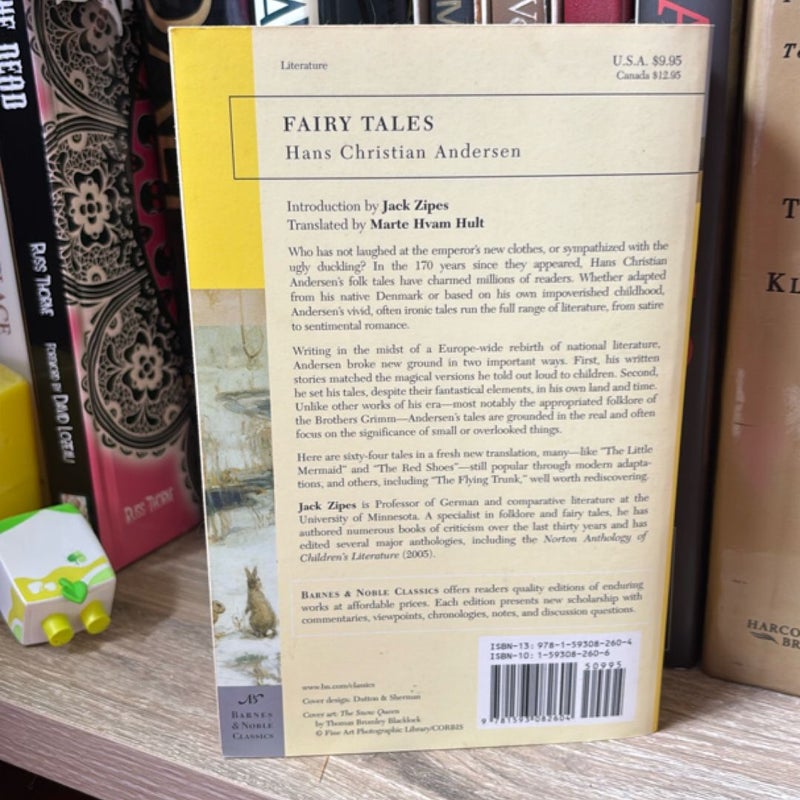 Literature
U.S.A. $9.95
Canada $12.95
FAIRY TALES
Hans Christian Andersen
Introduction by Jack Zipes
Translated by Marte Hvam Hult
Who has not laughed at the emperor's new clothes, or sympathized with the
ugly duckling? In the 170 years since they appeared, Hans Christian
Andersen's folk tales have charmed millions of readers. Whether adapted
from his native Denmark or based on his own impoverished childhood,
Andersen's vivid, often ironic tales run the full range of literature, from satire
to sentimental romance.
Writing in the midst of a Europe-wide rebirth of national literature,
Andersen broke new ground in two important ways. First, his written
stories matched the magical versions he told out loud to children. Second,
he set his tales, despite their fantastical elements, in his own land and time.
Unlike other works of his era—most notably the appropriated folklore of
the Brothers Grimm—Andersen's tales are grounded in the real and often
focus on the significance of small or overlooked things.
Here are sixty-four tales in a fresh new translation, many—like "The Little
Mermaid" and "The Red Shoes"—still popular through modern adapta-
tions, and others, including "The Flying Trunk," well worth rediscovering.
Jack Zipes is Professor of German and comparative literature at the
University of Minnesota. A specialist in folklore and fairy tales, he has
authored numerous books of criticism over the last thirty years and has
edited several major anthologies, including the Norton Anthology of
Children's Literature (2005).
BARNES & NOBLE CLASSICS offers readers quality editions of enduring
works at affordable prices. Each edition presents new scholarship with
commentaries, viewpoints, chronologies, notes, and discussion questions.
ISBN-13: 978-1-59308-260-4
ISBN-10: 1-59308-260-6
50995
9 781593 082604
www.bn.com/classics
Cover design: Dutton & Sherman
Cover art: The Snow Queen
by Thomas Bromley Blacklock
© Fine Art Photographic Library/CORBIS
BARNES
& NOBLE
CLASSICS
RUSS THORNE
FOREWORD BY DAVID LOZEAU
RUSS THORNE
HARCO
BR